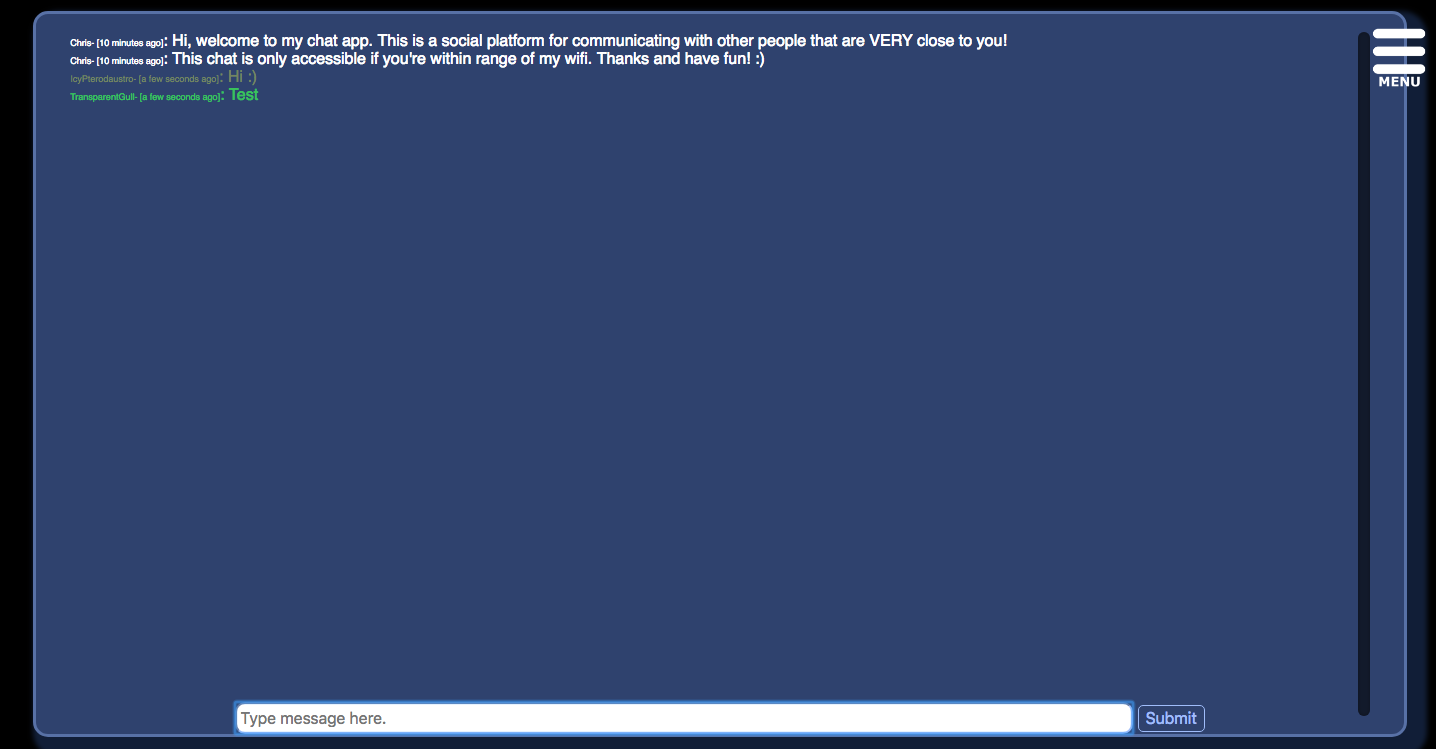 Chris- [10 minutes ago]: Hi, welcome to my chat app. This is a social platform for communicating with other people that are VERY close to you!
Chris- [10 minutes ago]: This chat is only accessible if you're within range of my wifi. Thanks and have fun! :)
IcyPterodaustro- [a few seconds ago]: Hi :)
TransparentGull- [a few seconds ago]: Test
MENU
Type message here.
Submit